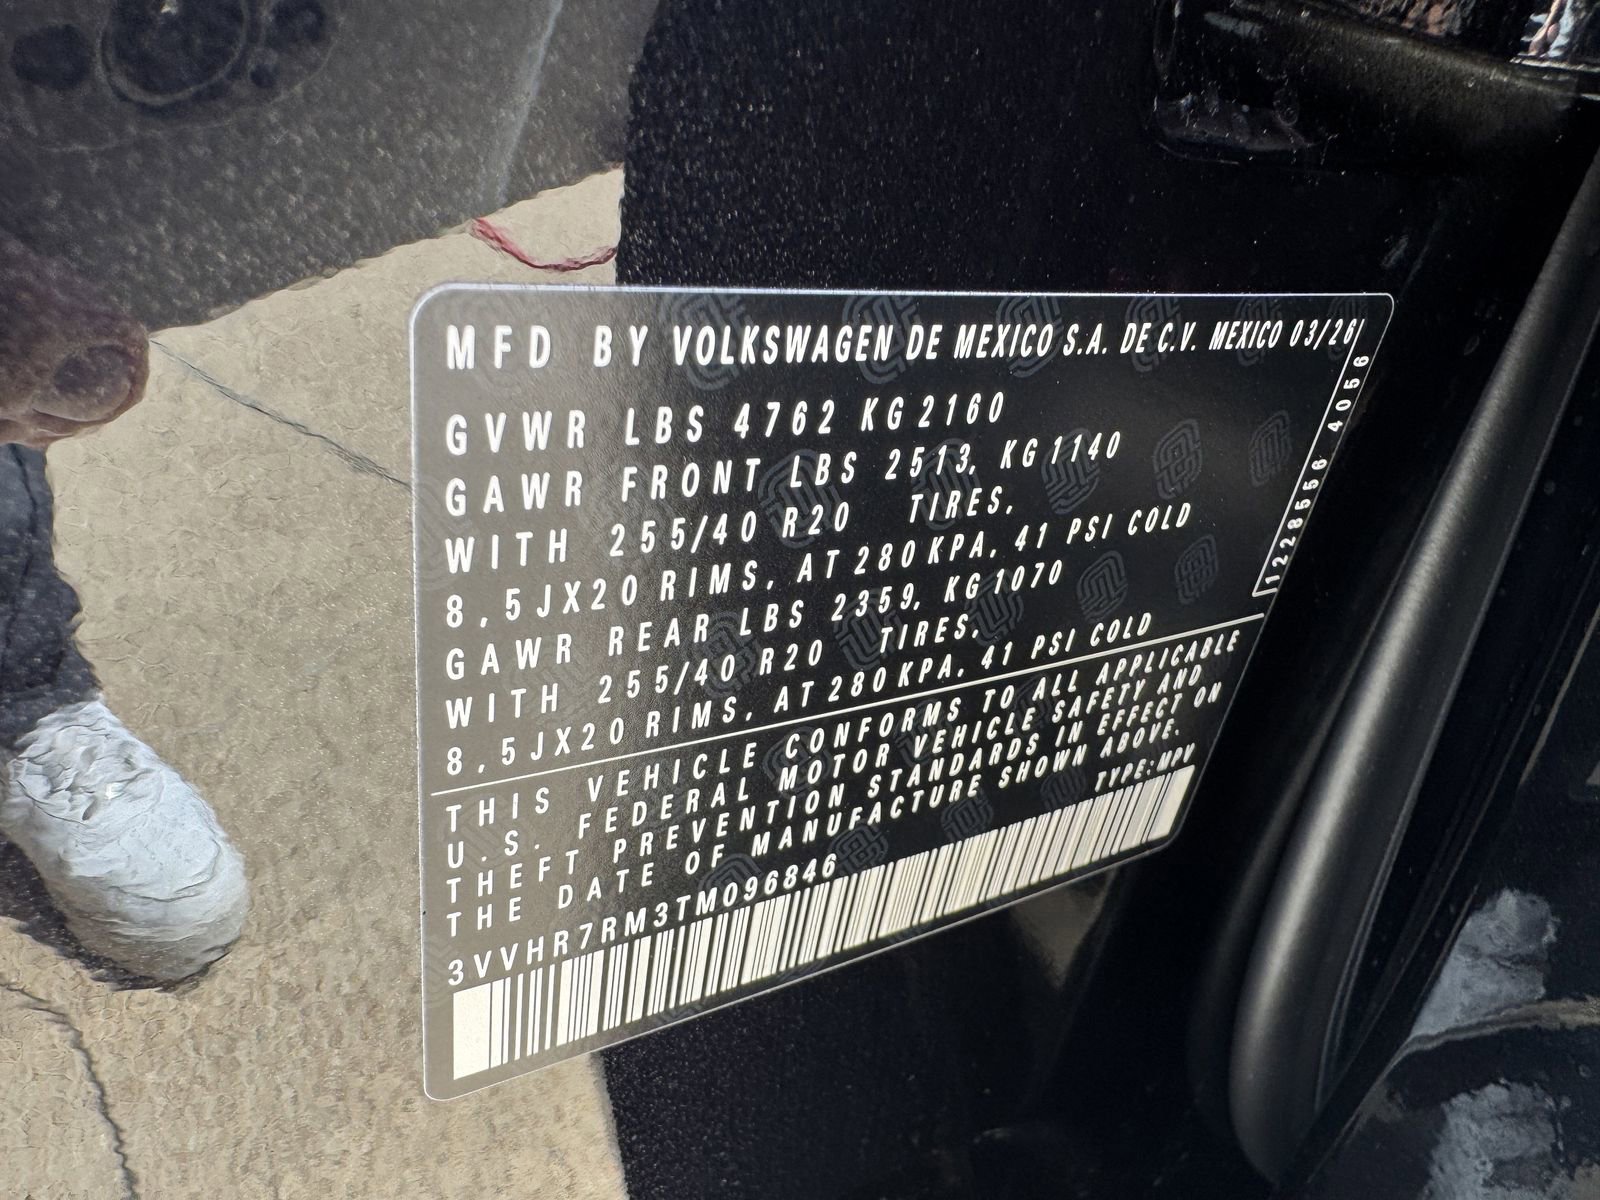 MFD BY VOLKSWAGEN DE MEXICO S.A. DE C.V. MEXICO 03/26
GVWR LBS 4762 KG 2160
GAWR FRONT LBS 2513, KG 1140
WITH 255/40 R20 TIRES,
8,5JX20 RIMS, AT 280KPA, 41 PSI COLD
GAWR REAR LBS 2359, KG 1070
WITH 255/40 R20 TIRES,
8,5JX20 RIMS, AT 280KPA, 41 PSI COLD
1228556 4056
THIS VEHICLE CONFORMS TO ALL APPLICABLE
U.S. FEDERAL MOTOR VEHICLE SAFETY AND
THEFT PREVENTION STANDARDS IN EFFECT ON
THE DATE OF MANUFACTURE SHOWN ABOVE.
3VVHR7RM3TM096846 TYPE:MPV